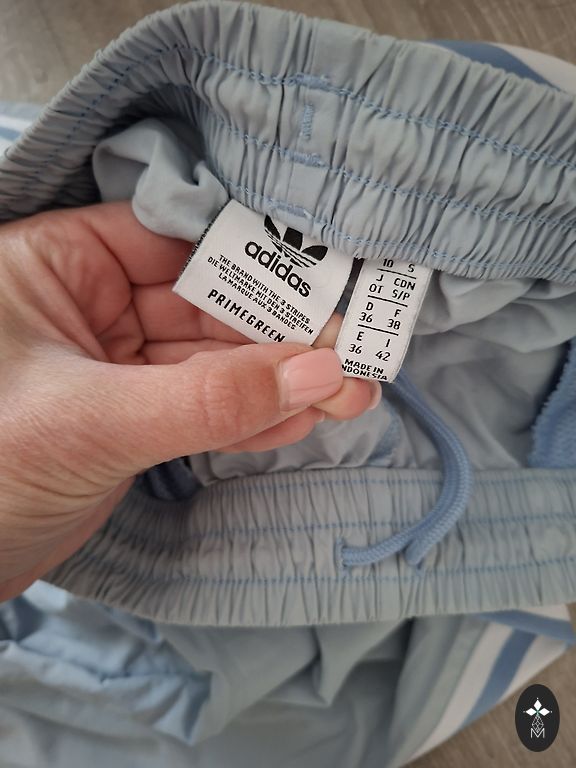 adidas
THE BRAND WITH THE 3 STRIPES
DIE WELTMARKE MIT DEN 3 STREIFEN
LA MARQUE AUX 3 BANDES
PRIMEGREEN
10 S
J CDN
OT S/P
D F
36 38
E I
36 42
MADE IN
INDONESIA
M